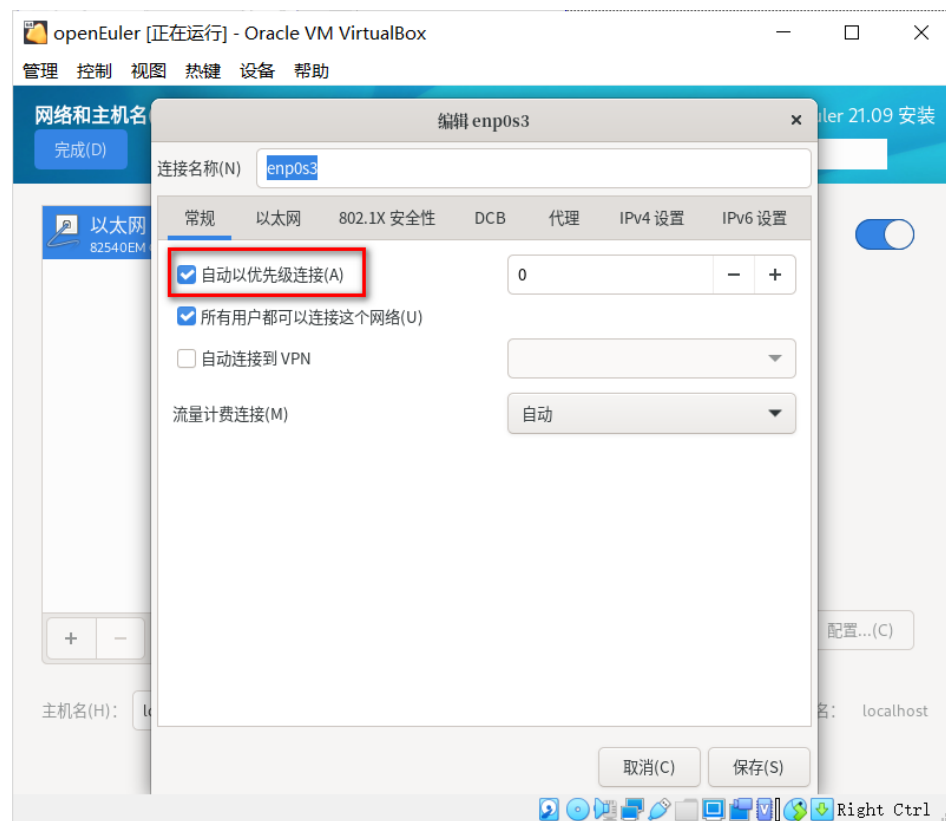 openEuler [正在运行] - Oracle VM VirtualBox
管理 控制 视图 热键 设备 帮助
网络和主机名(
uler 21.09 安装
完成(D)
编辑 enp0s3
连接名称(N) enp0s3
常规 以太网 802.1X 安全性 DCB 代理 IPv4 设置 IPv6 设置
以太网
82540EM
自动以优先级连接(A) 0
所有用户都可以连接这个网络(U)
自动连接到 VPN
流量计费连接(M) 自动
配置...(C)
主机名(H): lo
名: localhost
取消(C) 保存(S)
Right Ctrl